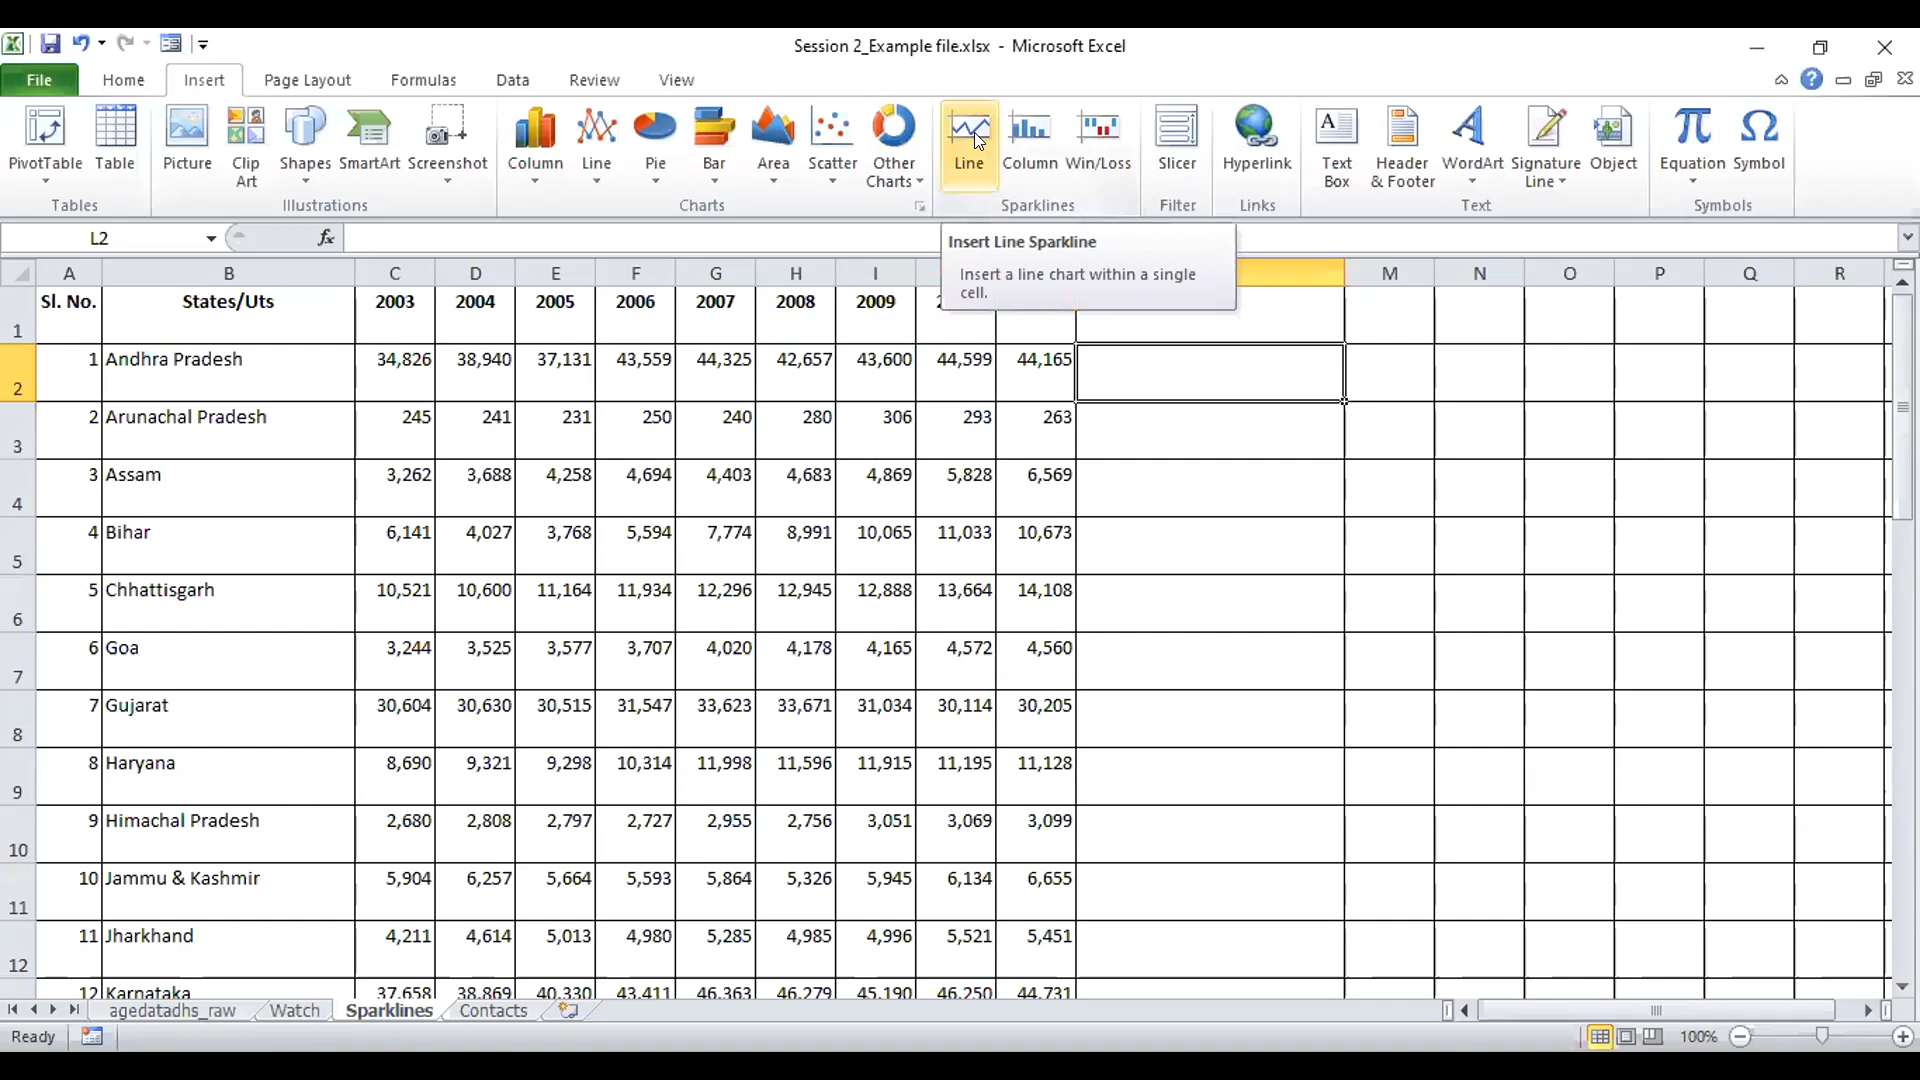 Session 2_Example file.xlsx - Microsoft Excel
File Home Insert Page Layout Formulas Data Review View
PivotTable Table Picture Clip Art Shapes SmartArt Screenshot Column Line Pie Bar Area Scatter Other Charts Line Column Win/Loss Slicer Hyperlink Text Box Header & Footer WordArt Signature Line Object Equation Symbol
Tables Illustrations Charts Sparklines Filter Links Text Symbols
L2 fx
Insert Line Sparkline
Insert a line chart within a single
cell.
A B C D E F G H I M N O P Q R
1 Sl. No. States/Uts 2003 2004 2005 2006 2007 2008 2009
2 1 Andhra Pradesh 34,826 38,940 37,131 43,559 44,325 42,657 43,600 44,599 44,165
3 2 Arunachal Pradesh 245 241 231 250 240 280 306 293 263
4 3 Assam 3,262 3,688 4,258 4,694 4,403 4,683 4,869 5,828 6,569
5 4 Bihar 6,141 4,027 3,768 5,594 7,774 8,991 10,065 11,033 10,673
6 5 Chhattisgarh 10,521 10,600 11,164 11,934 12,296 12,945 12,888 13,664 14,108
7 6 Goa 3,244 3,525 3,577 3,707 4,020 4,178 4,165 4,572 4,560
8 7 Gujarat 30,604 30,630 30,515 31,547 33,623 33,671 31,034 30,114 30,205
9 8 Haryana 8,690 9,321 9,298 10,314 11,998 11,596 11,915 11,195 11,128
10 9 Himachal Pradesh 2,680 2,808 2,797 2,727 2,955 2,756 3,051 3,069 3,099
11 10 Jammu & Kashmir 5,904 6,257 5,664 5,593 5,864 5,326 5,945 6,134 6,655
12 11 Jharkhand 4,211 4,614 5,013 4,980 5,285 4,985 4,996 5,521 5,451
12 Karnataka 37,658 38,869 40,330 43,411 46,363 46,279 45,190 46,250 44,731
agedatadhs_raw Watch Sparklines Contacts
Ready 100%